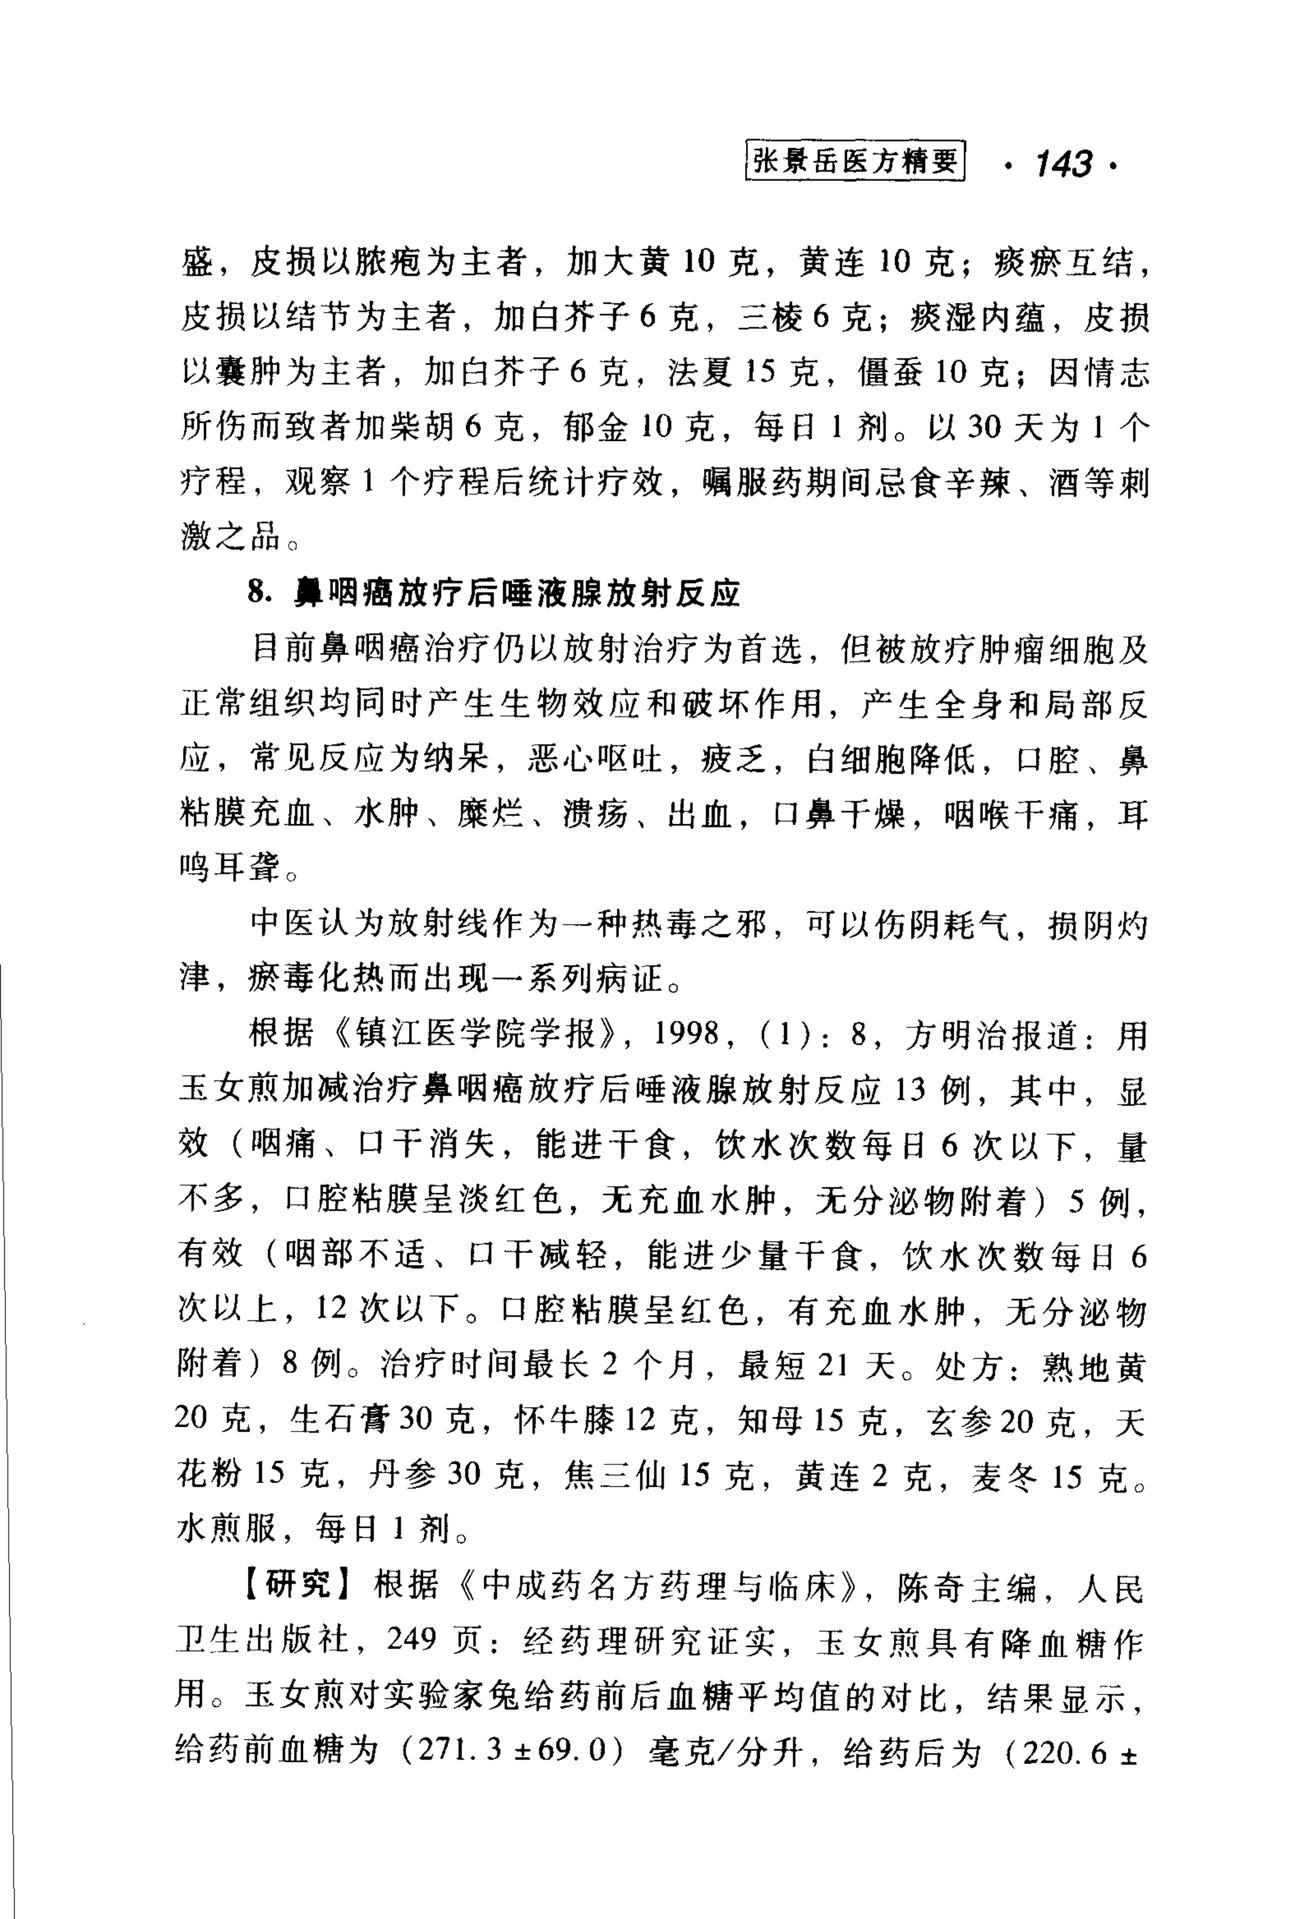 张景岳医方精要 · 143 ·
盛，皮损以脓疱为主者，加大黄 10 克，黄连 10 克；痰瘀互结，
皮损以结节为主者，加白芥子 6 克，三棱 6 克；痰湿内蕴，皮损
以囊肿为主者，加白芥子 6 克，法夏 15 克，僵蚕 10 克；因情志
所伤而致者加柴胡 6 克，郁金 10 克，每日 1 剂。以 30 天为 1 个
疗程，观察 1 个疗程后统计疗效，嘱服药期间忌食辛辣、酒等刺
激之品。
8. 鼻咽癌放疗后唾液腺放射反应
目前鼻咽癌治疗仍以放射治疗为首选，但被放疗肿瘤细胞及
正常组织均同时产生生物效应和破坏作用，产生全身和局部反
应，常见反应为纳呆，恶心呕吐，疲乏，白细胞降低，口腔、鼻
粘膜充血、水肿、糜烂、溃疡、出血，口鼻干燥，咽喉干痛，耳
鸣耳聋。
中医认为放射线作为一种热毒之邪，可以伤阴耗气，损阴灼
津，瘀毒化热而出现一系列病证。
根据《镇江医学院学报》，1998，(1)：8，方明治报道：用
玉女煎加减治疗鼻咽癌放疗后唾液腺放射反应 13 例，其中，显
效（咽痛、口干消失，能进干食，饮水次数每日 6 次以下，量
不多，口腔粘膜呈淡红色，无充血水肿，无分泌物附着）5 例，
有效（咽部不适、口干减轻，能进少量干食，饮水次数每日 6
次以上，12 次以下。口腔粘膜呈红色，有充血水肿，无分泌物
附着）8 例。治疗时间最长 2 个月，最短 21 天。处方：熟地黄
20 克，生石膏 30 克，怀牛膝 12 克，知母 15 克，玄参 20 克，天
花粉 15 克，丹参 30 克，焦三仙 15 克，黄连 2 克，麦冬 15 克。
水煎服，每日 1 剂。
【研究】根据《中成药名方药理与临床》，陈奇主编，人民
卫生出版社，249 页：经药理研究证实，玉女煎具有降血糖作
用。玉女煎对实验家兔给药前后血糖平均值的对比，结果显示，
给药前血糖为（271.3 ± 69.0）毫克/分升，给药后为（220.6 ±